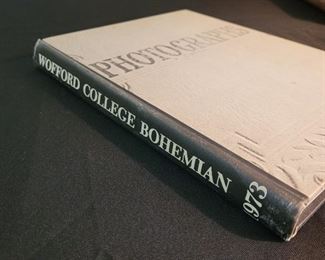 PHOTOGRAPHS
WOFFORD COLLEGE BOHEMIAN 1973